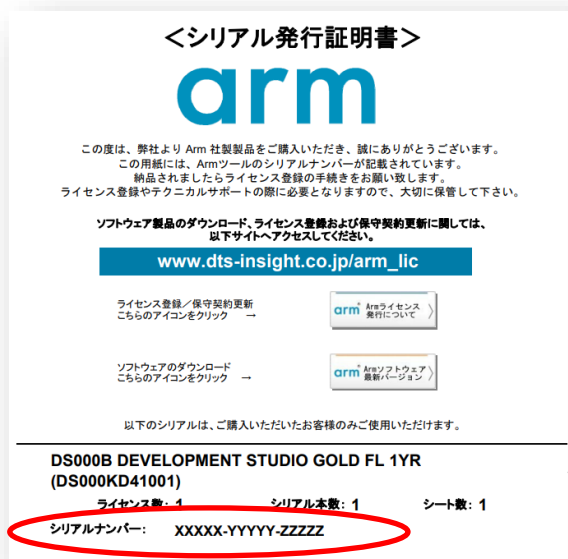 ＜シリアル発行証明書＞
arm
この度は、弊社より Arm 社製製品をご購入いただき、誠にありがとうございます。
この用紙には、Armツールのシリアルナンバーが記載されています。
納品されましたらライセンス登録の手続きをお願い致します。
ライセンス登録やテクニカルサポートの際に必要となりますので、大切に保管して下さい。
ソフトウェア製品のダウンロード、ライセンス登録および保守契約更新に関しては、
以下サイトへアクセスしてください。
www.dts-insight.co.jp/arm_lic
ライセンス登録／保守契約更新
こちらのアイコンをクリック →
arm Armライセンス
発行について
ソフトウェアのダウンロード
こちらのアイコンをクリック →
arm Armソフトウェア
最新バージョン
以下のシリアルは、ご購入いただいたお客様のみご使用いただけます。
DS000B DEVELOPMENT STUDIO GOLD FL 1YR
(DS000KD41001)
ライセンス数: 1 シリアル本数: 1 シート数: 1
シリアルナンバー: XXXXX-YYYYY-ZZZZZ